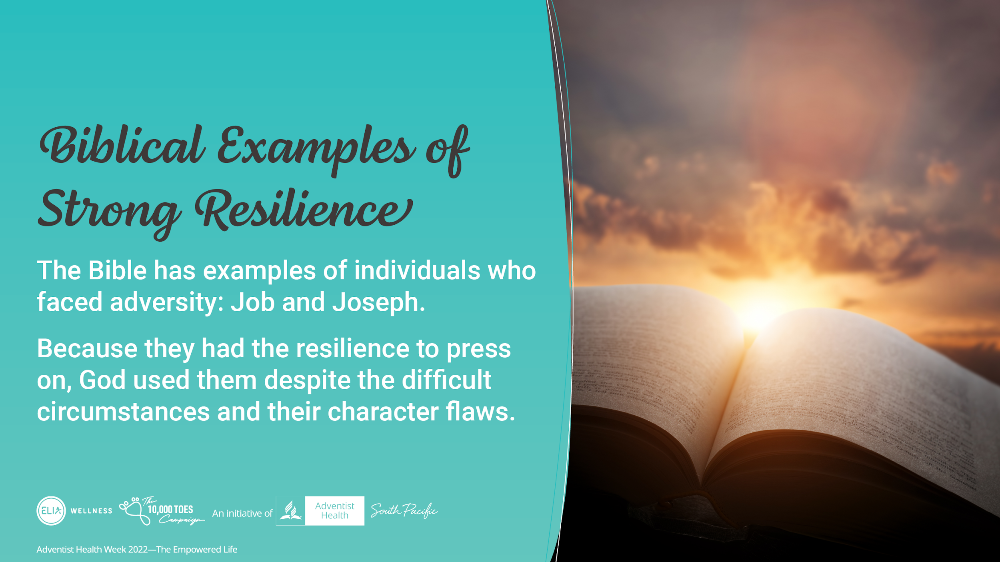 Biblical Examples of
Strong Resilience
The Bible has examples of individuals who
faced adversity: Job and Joseph.
Because they had the resilience to press
on, God used them despite the difficult
circumstances and their character flaws.
ELIA WELLNESS
The
10,000 TOES
Campaign
An initiative of
Adventist
Health
South Pacific
Adventist Health Week 2022—The Empowered Life